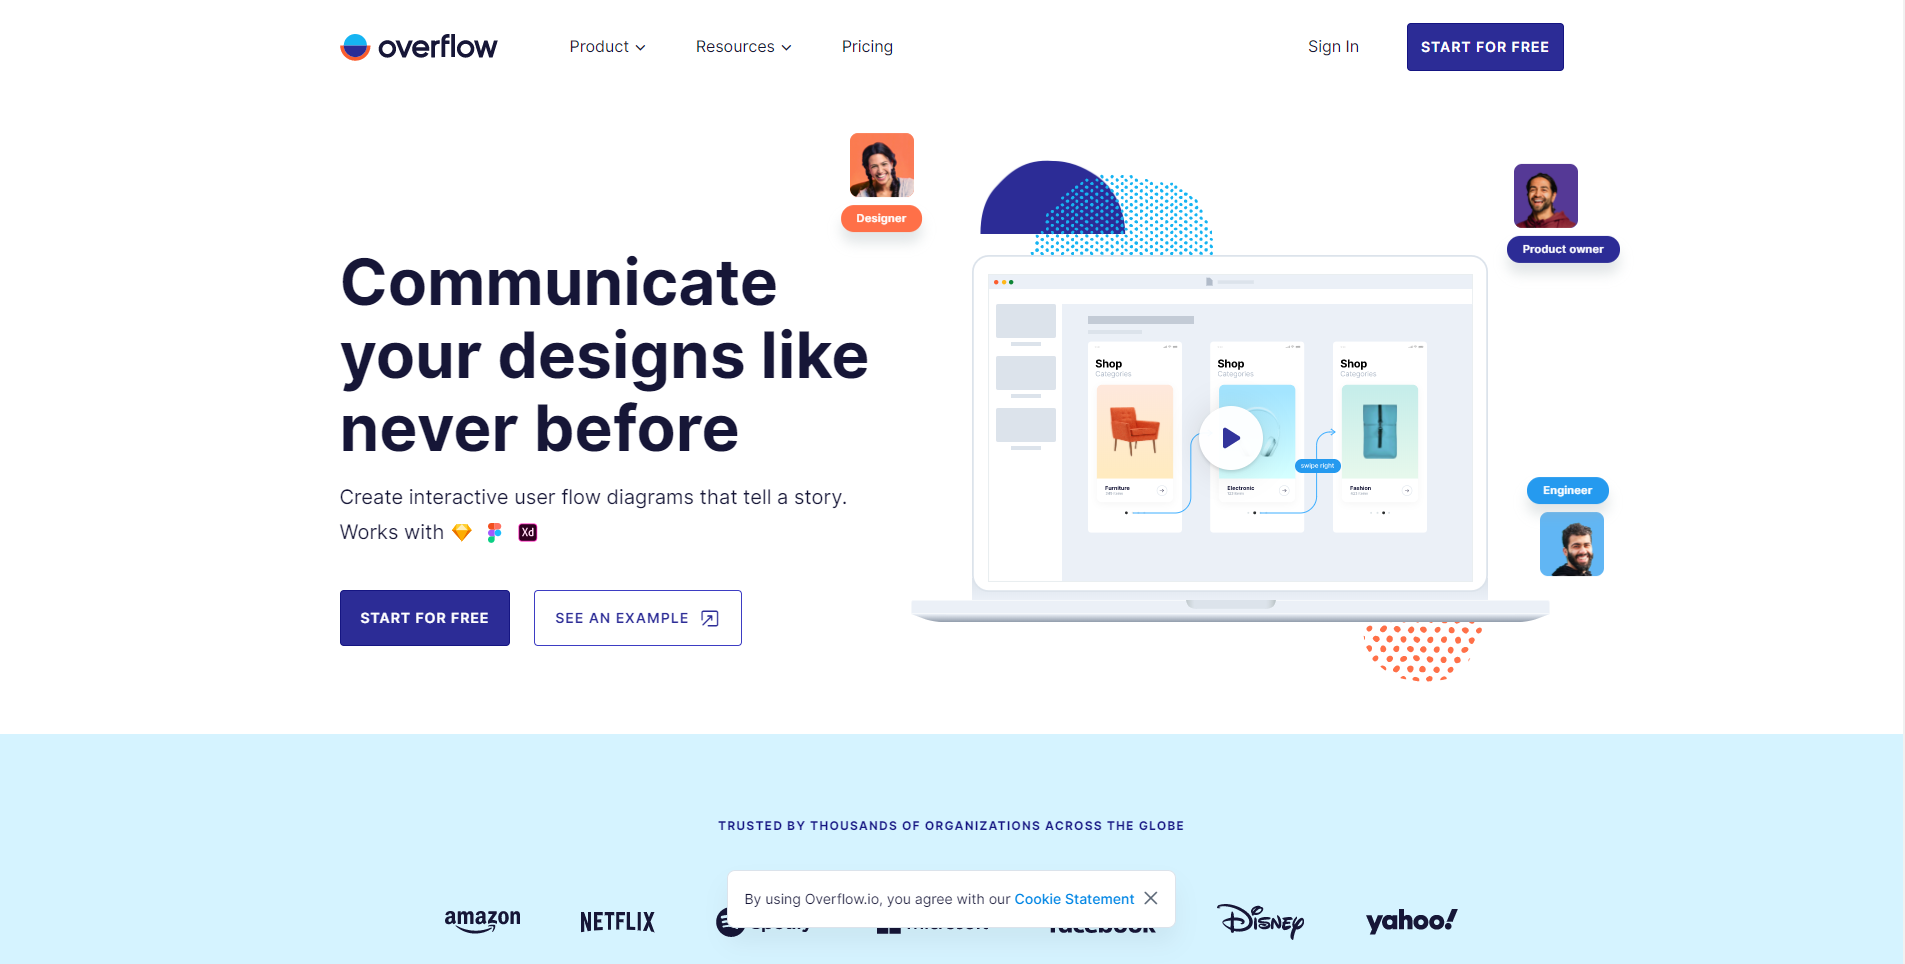 overflow
Product
Resources
Pricing
Sign In
START FOR FREE
Designer
Product owner
Communicate
your designs like
never before
Create interactive user flow diagrams that tell a story.
Works with
Xd
START FOR FREE
SEE AN EXAMPLE
Shop
Categories
Furniture
Shop
Categories
Electronic
swipe right
Shop
Categories
Fashion
Engineer
TRUSTED BY THOUSANDS OF ORGANIZATIONS ACROSS THE GLOBE
By using Overflow.io, you agree with our Cookie Statement
amazon
NETFLIX
Spotify
Microsoft
facebook
Disney
yahoo!